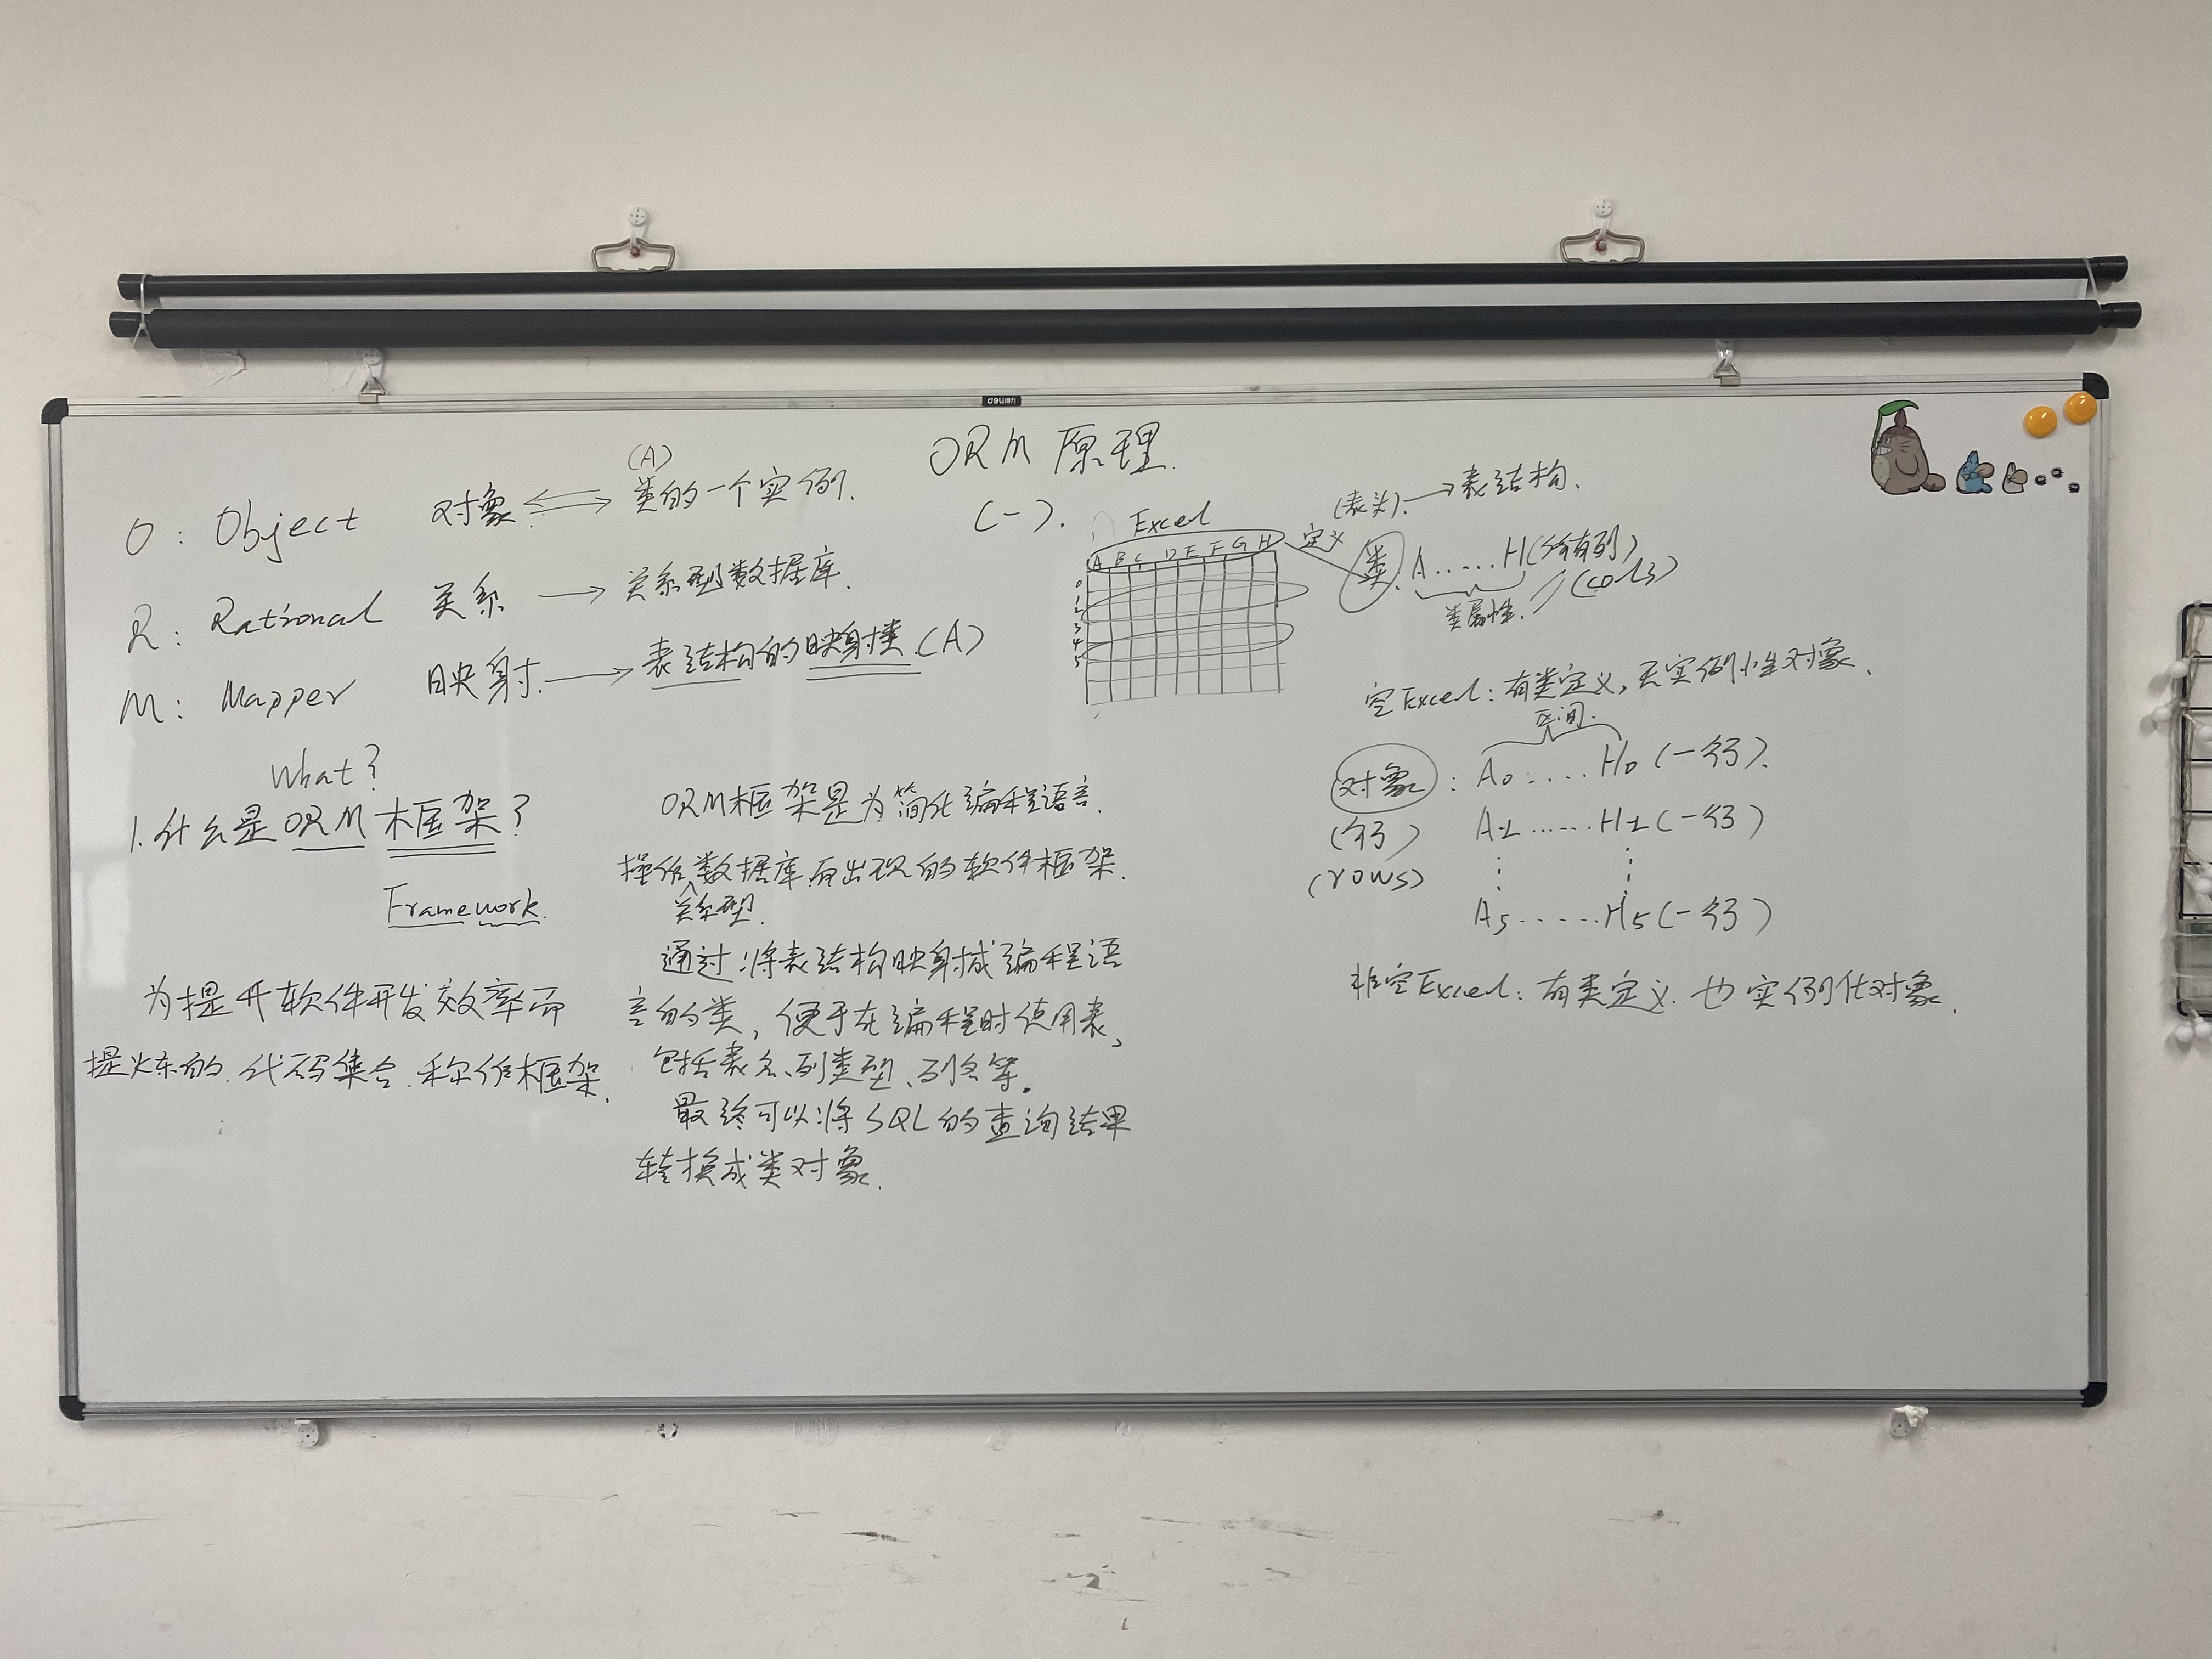 deli得力
ORM 原理.
(A)
O : Object 对象 类的一个实例.
R : Rational 关系 → 关系型数据库.
M : Mapper 映射. → 表结构的映射类 (A)
What?
1.什么是ORM 框架?
Framework.
为提升软件开发效率而
提炼的.代码集合.称作框架.
ORM框架是为简化编程语言.
操作数据库而出现的软件框架.
关系型.
通过将表结构映射成编程语
言的类, 便于在编程时使用表,
包括表名、列类型、列名等.
最终可以将SQL的查询结果
转换成类对象.
(一).
Excel
A B C D E F G H
0
1
2
3
4
5
定义
(表头). → 表结构.
类. A......H(所有列)
类属性. (cols)
空Excel: 有类定义, 无实例化对象.
区间.
对象 : A0.....H0 (一行).
(行) A1......H1 (一行)
(rows)
A5......H5 (一行)
非空Excel: 有类定义.也实例化对象.